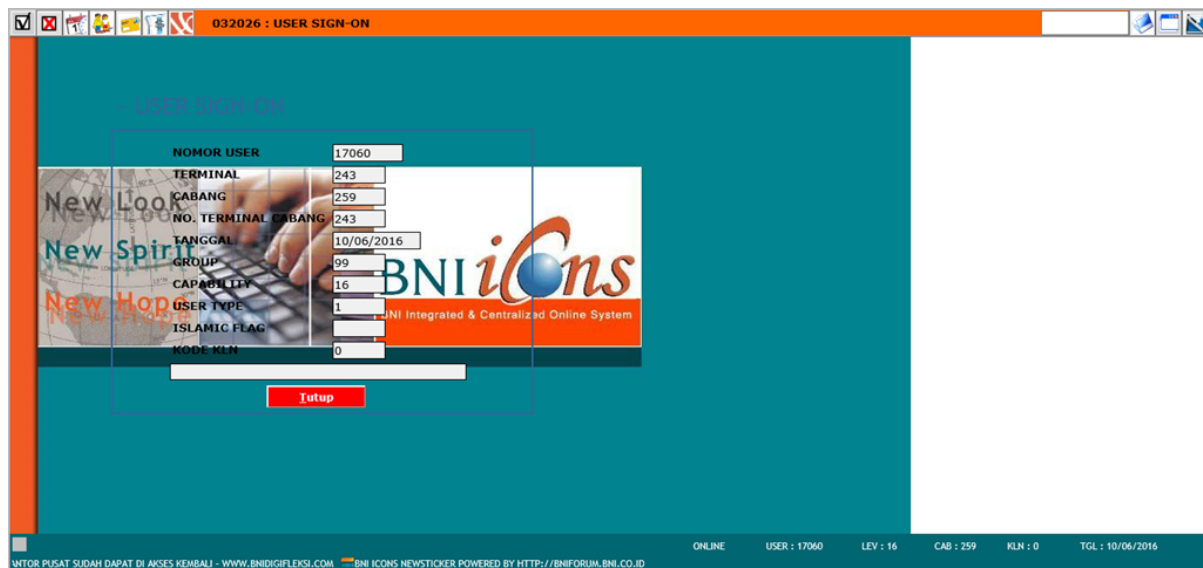 032026 : USER SIGN-ON
- USER SIGN-ON
NOMOR USER 17060
TERMINAL 243
CABANG 259
NO. TERMINAL CABANG 243
TANGGAL 10/06/2016
GROUP 99
CAPABILITY 16
USER TYPE 1
ISLAMIC FLAG
KODE KLN 0
Tutup
New Look
New Spirit
New Hope
BNI icons
BNI Integrated & Centralized Online System
ONLINE USER : 17060 LEV : 16 CAB : 259 KLN : 0 TGL : 10/06/2016
ANTOR PUSAT SUDAH DAPAT DI AKSES KEMBALI - WWW.BNIDIGIFLEKSI.COM BNI ICONS NEWSTICKER POWERED BY HTTP://BNIFORUM.BNI.CO.ID